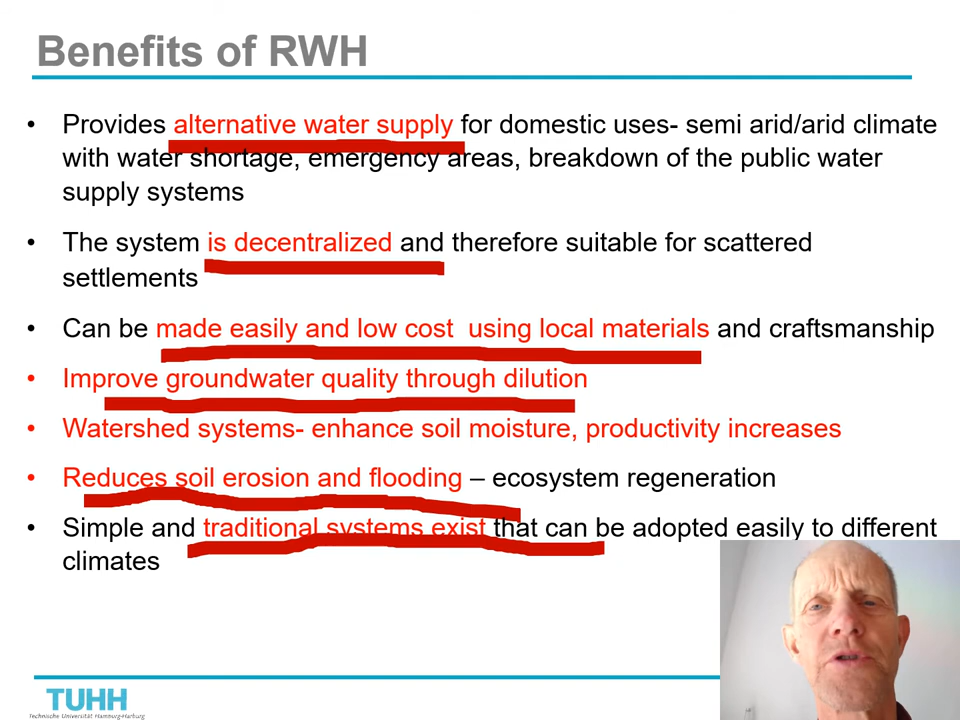 Benefits of RWH
• Provides alternative water supply for domestic uses- semi arid/arid climate
with water shortage, emergency areas, breakdown of the public water
supply systems
• The system is decentralized and therefore suitable for scattered
settlements
• Can be made easily and low cost using local materials and craftsmanship
• Improve groundwater quality through dilution
• Watershed systems- enhance soil moisture, productivity increases
• Reduces soil erosion and flooding – ecosystem regeneration
• Simple and traditional systems exist that can be adopted easily to different
climates
TUHH
Technische Universität Hamburg-Harburg